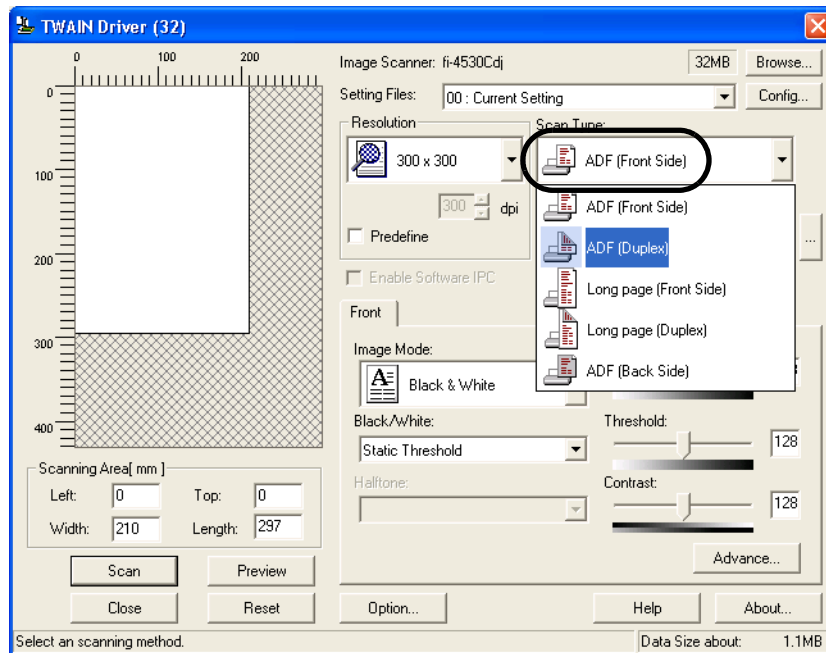 TWAIN Driver (32)
0 100 200
0
100
200
300
400
Image Scanner: fi-4530Cdj 32MB Browse...
Setting Files: 00 : Current Setting Config...
Resolution
300 x 300
300 dpi
Predefine
Enable Software IPC
Scan Type:
ADF (Front Side)
ADF (Front Side)
ADF (Duplex)
Long page (Front Side)
Long page (Duplex)
ADF (Back Side)
...
Front
Image Mode:
Black & White
Black/White:
Static Threshold
Halftone:
Threshold:
128
Contrast:
128
Advance...
Scanning Area[ mm ]
Left: 0 Top: 0
Width: 210 Length: 297
Scan Preview
Close Reset Option... Help About...
Select an scanning method. Data Size about: 1.1MB